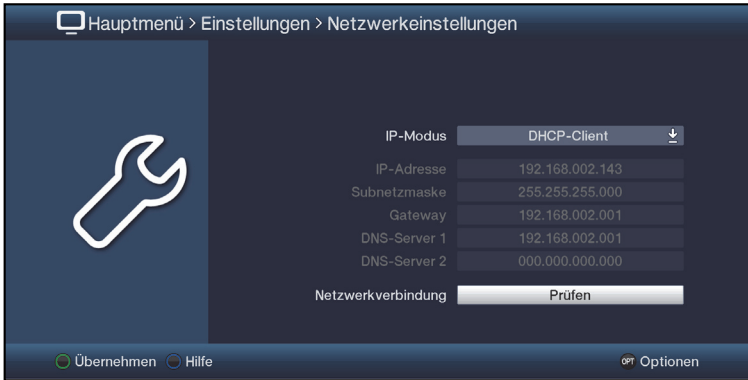 Hauptmenü > Einstellungen > Netzwerkeinstellungen
IP-Modus DHCP-Client
IP-Adresse 192.168.002.143
Subnetzmaske 255.255.255.000
Gateway 192.168.002.001
DNS-Server 1 192.168.002.001
DNS-Server 2 000.000.000.000
Netzwerkverbindung Prüfen
Übernehmen Hilfe OPT Optionen